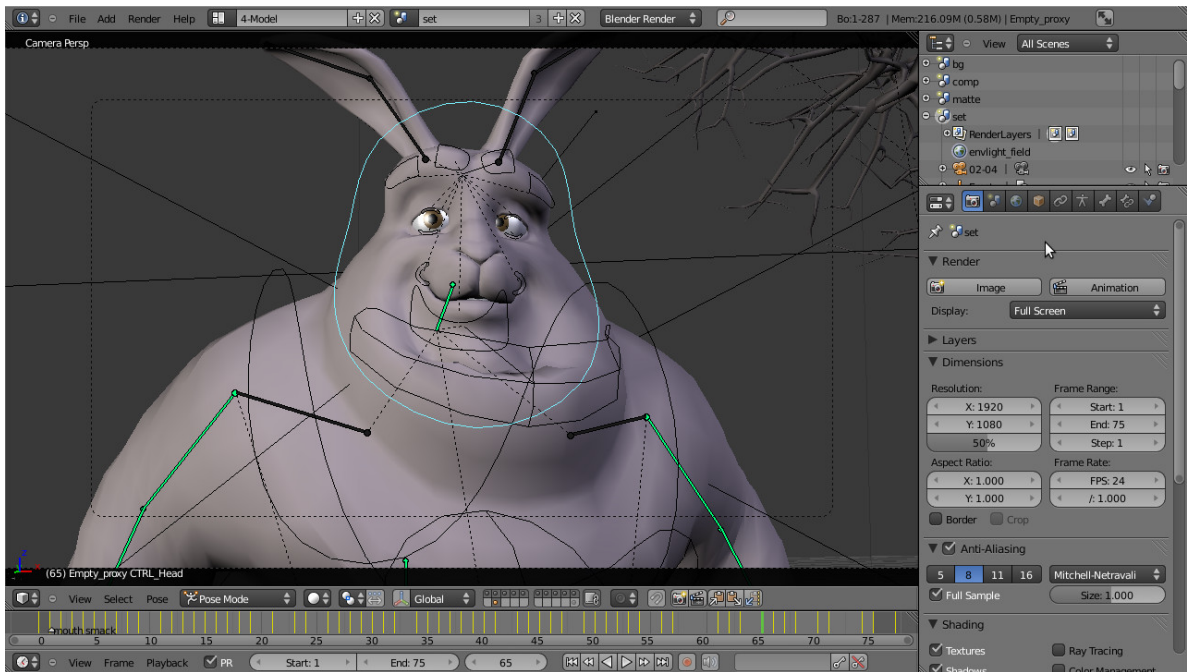 File Add Render Help 4-Model set 3 Blender Render Bo:1-287 | Mem:216.09M (0.58M) | Empty_proxy
Camera Persp
View All Scenes
bg
comp
matte
set
RenderLayers |
envlight_field
02-04 |
set
Render
Image Animation
Display: Full Screen
Layers
Dimensions
Resolution: Frame Range:
X: 1920 Start: 1
Y: 1080 End: 75
50% Step: 1
Aspect Ratio: Frame Rate:
X: 1.000 FPS: 24
Y: 1.000 /: 1.000
Border Crop
Anti-Aliasing
5 8 11 16 Mitchell-Netravali
Full Sample Size: 1.000
Shading
Textures Ray Tracing
Shadows Color Management
(65) Empty_proxy CTRL_Head
View Select Pose Pose Mode Global
mouth smack
0 5 10 15 20 25 30 35 40 45 50 55 60 65 70 75
View Frame Playback PR Start: 1 End: 75 65